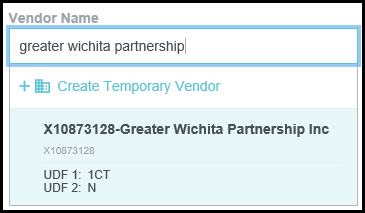 Vendor Name
greater wichita partnership
+ Create Temporary Vendor
X10873128-Greater Wichita Partnership Inc
X10873128
UDF 1: 1CT
UDF 2: N